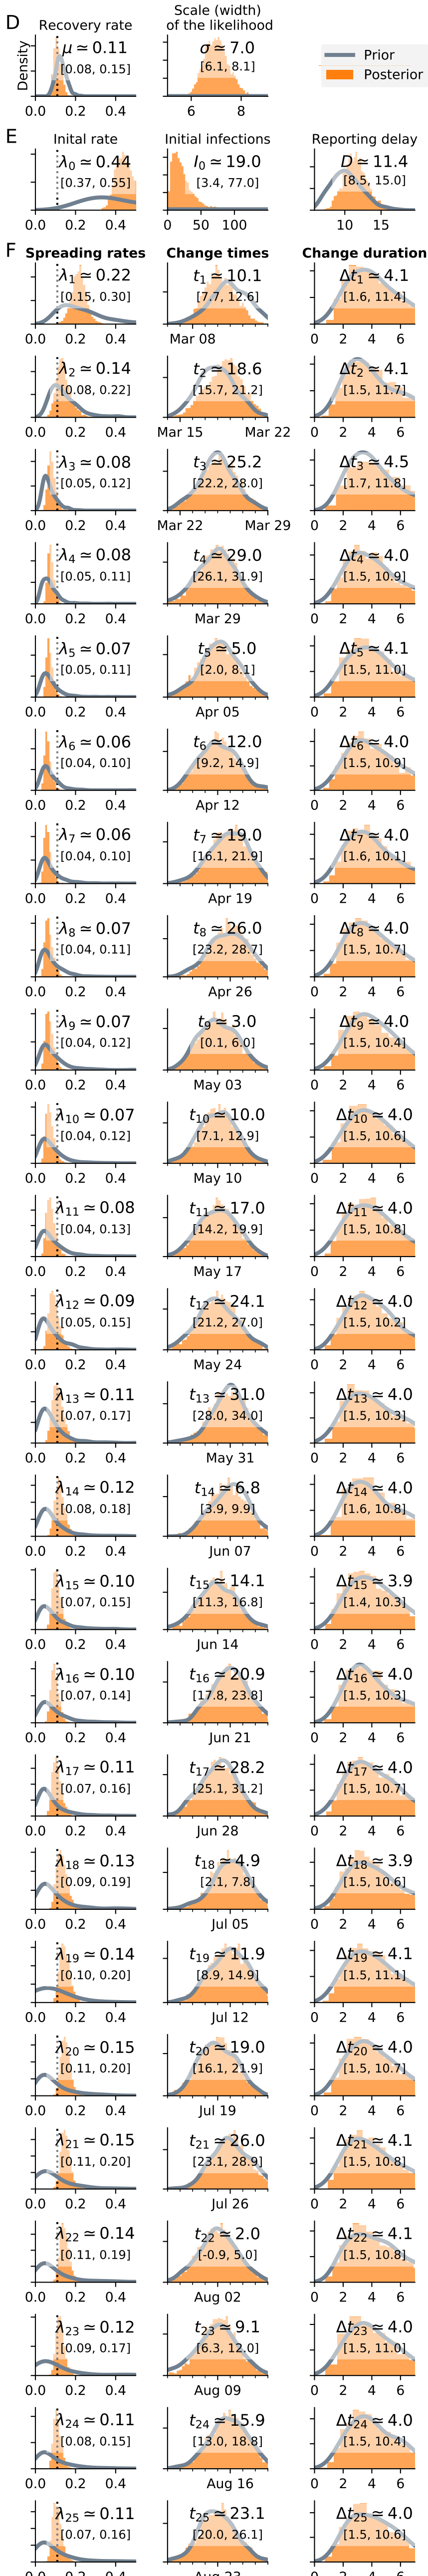 D
Recovery rate
Scale (width)
of the likelihood
Density
μ ≃ 0.11
[0.08, 0.15]
σ ≃ 7.0
[6.1, 8.1]
Prior
Posterior
0.0 0.2 0.4
6 8
E
Inital rate
Initial infections
Reporting delay
λ0 ≃ 0.44
[0.37, 0.55]
I0 ≃ 19.0
[3.4, 77.0]
D ≃ 11.4
[8.5, 15.0]
0.0 0.2 0.4
0 50 100
10 15
F
Spreading rates
Change times
Change duration
λ1 ≃ 0.22
[0.15, 0.30]
t1 ≃ 10.1
[7.7, 12.6]
Δt1 ≃ 4.1
[1.6, 11.4]
0.0 0.2 0.4
Mar 08
0 2 4 6
λ2 ≃ 0.14
[0.08, 0.22]
t2 ≃ 18.6
[15.7, 21.2]
Δt2 ≃ 4.1
[1.5, 11.7]
0.0 0.2 0.4
Mar 15 Mar 22
0 2 4 6
λ3 ≃ 0.08
[0.05, 0.12]
t3 ≃ 25.2
[22.2, 28.0]
Δt3 ≃ 4.5
[1.7, 11.8]
0.0 0.2 0.4
Mar 22 Mar 29
0 2 4 6
λ4 ≃ 0.08
[0.05, 0.11]
t4 ≃ 29.0
[26.1, 31.9]
Δt4 ≃ 4.0
[1.5, 10.9]
0.0 0.2 0.4
Mar 29
0 2 4 6
λ5 ≃ 0.07
[0.05, 0.11]
t5 ≃ 5.0
[2.0, 8.1]
Δt5 ≃ 4.1
[1.5, 11.0]
0.0 0.2 0.4
Apr 05
0 2 4 6
λ6 ≃ 0.06
[0.04, 0.10]
t6 ≃ 12.0
[9.2, 14.9]
Δt6 ≃ 4.0
[1.5, 10.9]
0.0 0.2 0.4
Apr 12
0 2 4 6
λ7 ≃ 0.06
[0.04, 0.10]
t7 ≃ 19.0
[16.1, 21.9]
Δt7 ≃ 4.0
[1.6, 10.1]
0.0 0.2 0.4
Apr 19
0 2 4 6
λ8 ≃ 0.07
[0.04, 0.11]
t8 ≃ 26.0
[23.2, 28.7]
Δt8 ≃ 4.0
[1.5, 10.7]
0.0 0.2 0.4
Apr 26
0 2 4 6
λ9 ≃ 0.07
[0.04, 0.12]
t9 ≃ 3.0
[0.1, 6.0]
Δt9 ≃ 4.0
[1.5, 10.4]
0.0 0.2 0.4
May 03
0 2 4 6
λ10 ≃ 0.07
[0.04, 0.12]
t10 ≃ 10.0
[7.1, 12.9]
Δt10 ≃ 4.0
[1.5, 10.6]
0.0 0.2 0.4
May 10
0 2 4 6
λ11 ≃ 0.08
[0.04, 0.13]
t11 ≃ 17.0
[14.2, 19.9]
Δt11 ≃ 4.0
[1.5, 10.8]
0.0 0.2 0.4
May 17
0 2 4 6
λ12 ≃ 0.09
[0.05, 0.15]
t12 ≃ 24.1
[21.2, 27.0]
Δt12 ≃ 4.0
[1.5, 10.2]
0.0 0.2 0.4
May 24
0 2 4 6
λ13 ≃ 0.11
[0.07, 0.17]
t13 ≃ 31.0
[28.0, 34.0]
Δt13 ≃ 4.0
[1.5, 10.3]
0.0 0.2 0.4
May 31
0 2 4 6
λ14 ≃ 0.12
[0.08, 0.18]
t14 ≃ 6.8
[3.9, 9.9]
Δt14 ≃ 4.0
[1.6, 10.8]
0.0 0.2 0.4
Jun 07
0 2 4 6
λ15 ≃ 0.10
[0.07, 0.15]
t15 ≃ 14.1
[11.3, 16.8]
Δt15 ≃ 3.9
[1.4, 10.3]
0.0 0.2 0.4
Jun 14
0 2 4 6
λ16 ≃ 0.10
[0.07, 0.14]
t16 ≃ 20.9
[17.8, 23.8]
Δt16 ≃ 4.0
[1.5, 10.3]
0.0 0.2 0.4
Jun 21
0 2 4 6
λ17 ≃ 0.11
[0.07, 0.16]
t17 ≃ 28.2
[25.1, 31.2]
Δt17 ≃ 4.0
[1.5, 10.7]
0.0 0.2 0.4
Jun 28
0 2 4 6
λ18 ≃ 0.13
[0.09, 0.19]
t18 ≃ 4.9
[2.1, 7.8]
Δt18 ≃ 3.9
[1.5, 10.6]
0.0 0.2 0.4
Jul 05
0 2 4 6
λ19 ≃ 0.14
[0.10, 0.20]
t19 ≃ 11.9
[8.9, 14.9]
Δt19 ≃ 4.1
[1.5, 11.1]
0.0 0.2 0.4
Jul 12
0 2 4 6
λ20 ≃ 0.15
[0.11, 0.20]
t20 ≃ 19.0
[16.1, 21.9]
Δt20 ≃ 4.0
[1.5, 10.7]
0.0 0.2 0.4
Jul 19
0 2 4 6
λ21 ≃ 0.15
[0.11, 0.20]
t21 ≃ 26.0
[23.1, 28.9]
Δt21 ≃ 4.1
[1.5, 10.8]
0.0 0.2 0.4
Jul 26
0 2 4 6
λ22 ≃ 0.14
[0.11, 0.19]
t22 ≃ 2.0
[-0.9, 5.0]
Δt22 ≃ 4.1
[1.5, 10.8]
0.0 0.2 0.4
Aug 02
0 2 4 6
λ23 ≃ 0.12
[0.09, 0.17]
t23 ≃ 9.1
[6.3, 12.0]
Δt23 ≃ 4.0
[1.5, 11.0]
0.0 0.2 0.4
Aug 09
0 2 4 6
λ24 ≃ 0.11
[0.08, 0.15]
t24 ≃ 15.9
[13.0, 18.8]
Δt24 ≃ 4.0
[1.5, 10.4]
0.0 0.2 0.4
Aug 16
0 2 4 6
λ25 ≃ 0.11
[0.07, 0.16]
t25 ≃ 23.1
[20.0, 26.1]
Δt25 ≃ 4.0
[1.5, 10.6]